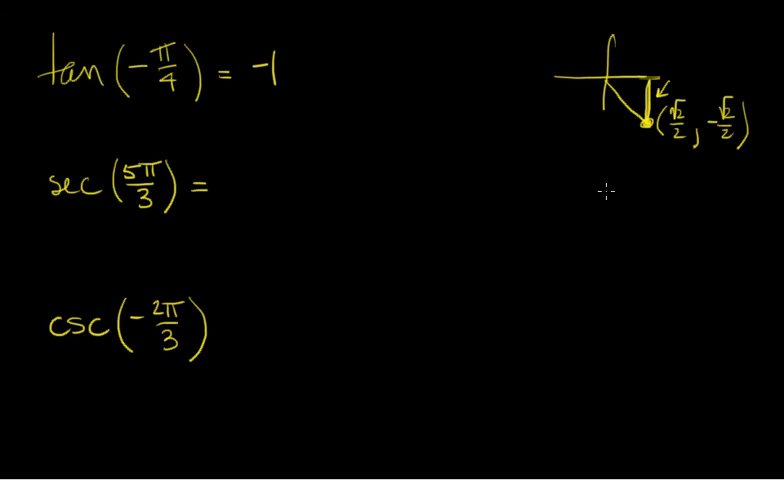 tan(-π/4) = -1
(√2/2, -√2/2)
sec(5π/3) =
csc(-2π/3)